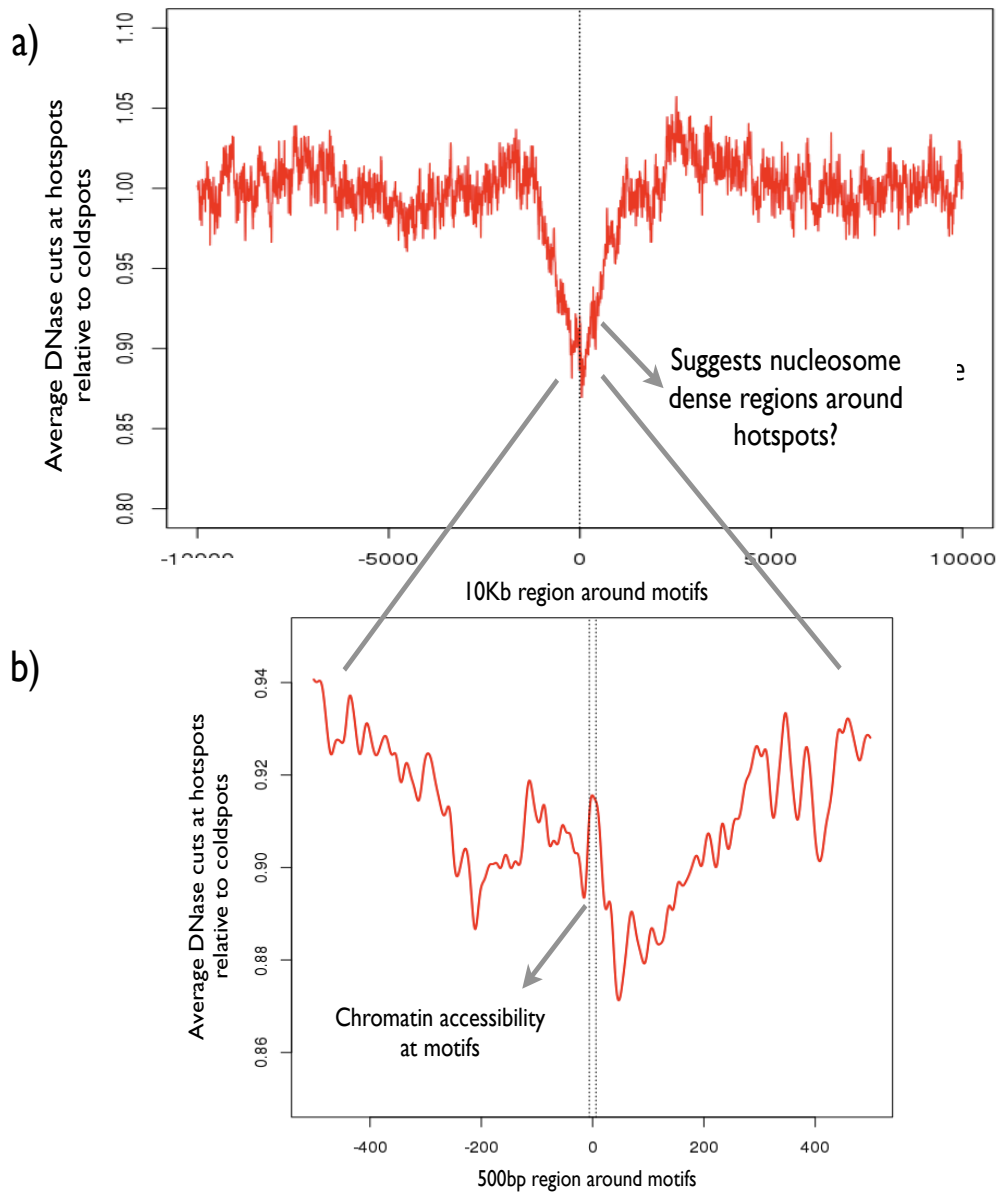 a)
Average DNase cuts at hotspots
relative to coldspots
1.10
1.05
1.00
0.95
0.90
0.85
0.80
Suggests nucleosome
dense regions around
hotspots?
e
-10000 -5000 0 5000 10000
10Kb region around motifs
b)
Average DNase cuts at hotspots
relative to coldspots
0.94
0.92
0.90
0.88
0.86
Chromatin accessibility
at motifs
-400 -200 0 200 400
500bp region around motifs